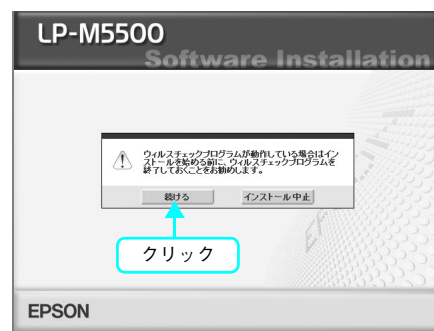 LP-M5500
Software Installation
ウィルスチェックプログラムが動作している場合はイン
ストールを始める前に、ウィルスチェックプログラムを
終了しておくことをお勧めします。
続ける
インストール中止
クリック
EPSON